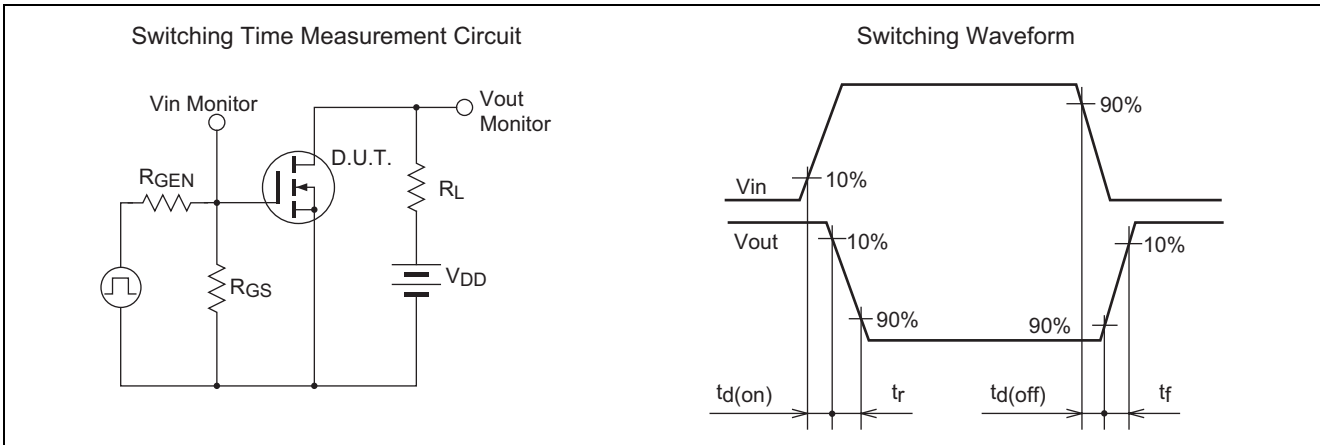 Switching Time Measurement Circuit
Vin Monitor
Vout
Monitor
D.U.T.
RGEN
RL
RGS
VDD
Switching Waveform
90%
Vin
10%
Vout
10%
10%
90%
90%
td(on)
tr
td(off)
tf